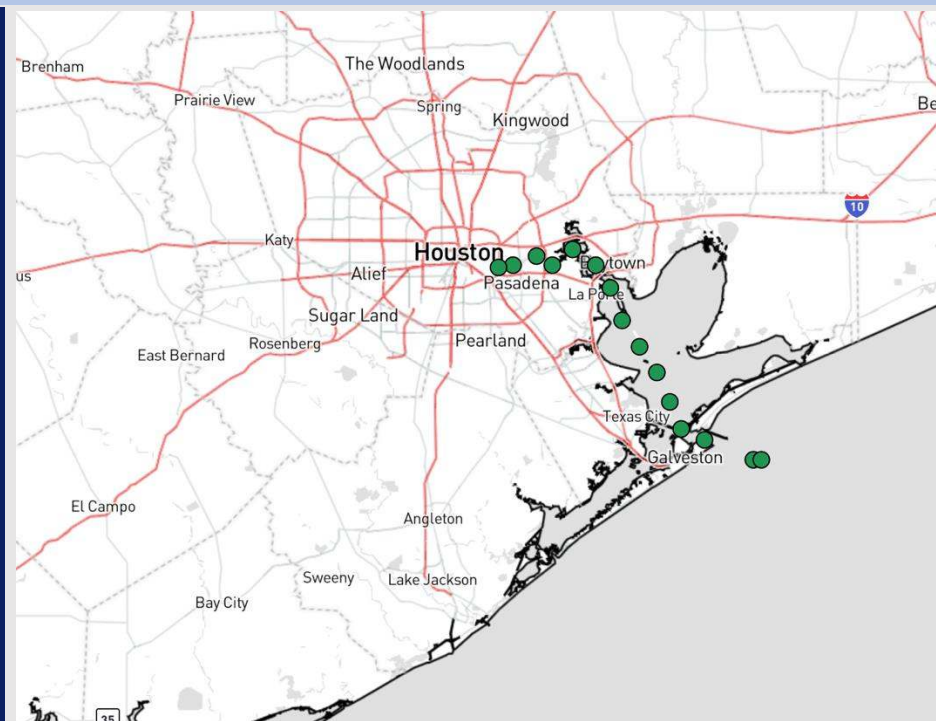 Brenham
The Woodlands
Prairie View
Spring
Be
Kingwood
10
Katy
Houston
us
Alief
Pasadena
La Porte
Sugar Land
Rosenberg
Pearland
East Bernard
Texas City
Galveston
El Campo
Angleton
Sweeny
Lake Jackson
Bay City
35